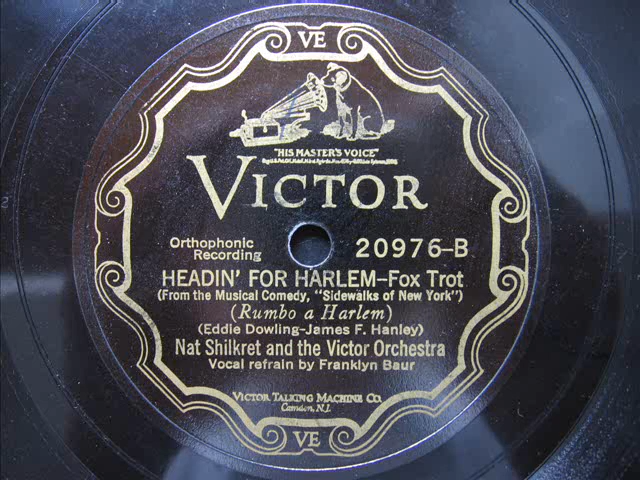 VE
"HIS MASTER'S VOICE"
VICTOR
Orthophonic
Recording
20976-B
HEADIN' FOR HARLEM-Fox Trot
(From the Musical Comedy, "Sidewalks of New York")
(Rumbo a Harlem)
(Eddie Dowling-James F. Hanley)
Nat Shilkret and the Victor Orchestra
Vocal refrain by Franklyn Baur
VICTOR TALKING MACHINE CO.
Camden, N.J.
VE